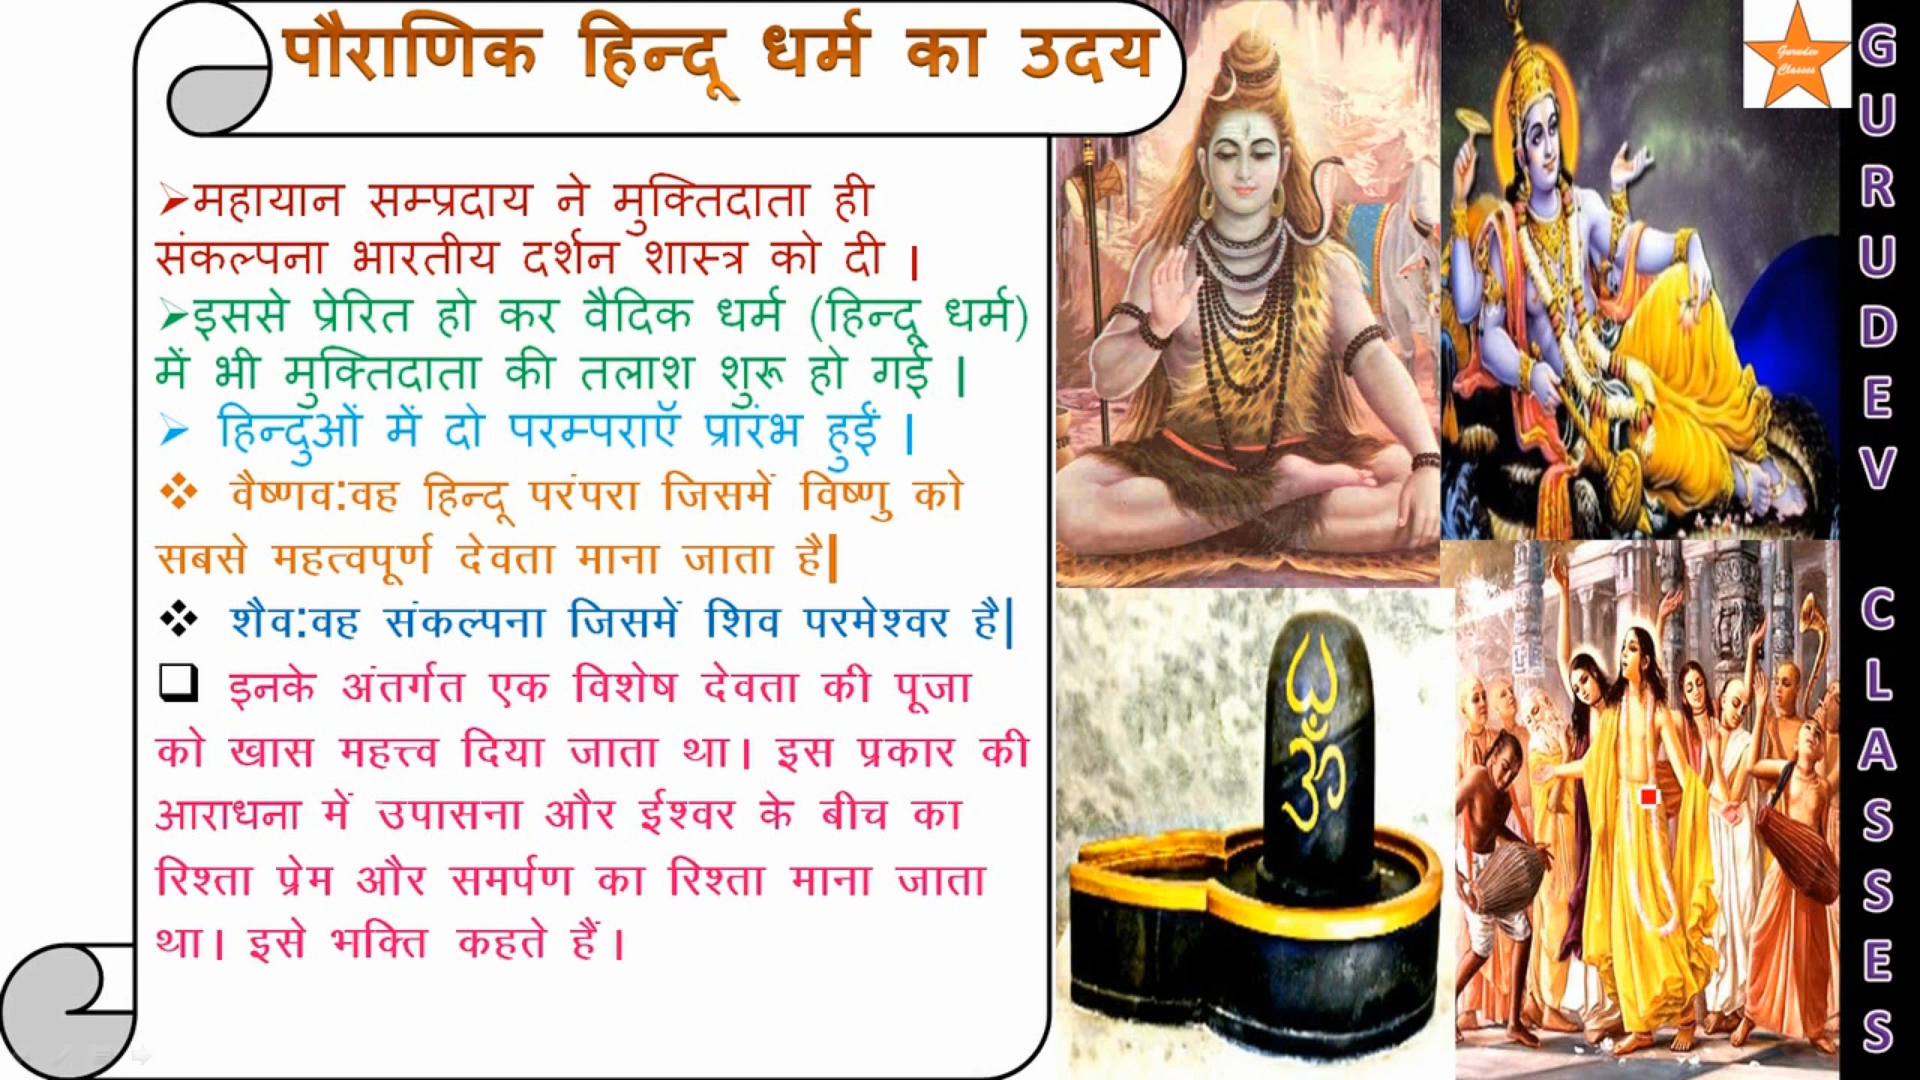 पौराणिक हिन्दू धर्म का उदय
महायान सम्प्रदाय ने मुक्तिदाता ही
संकल्पना भारतीय दर्शन शास्त्र को दी ।
इससे प्रेरित हो कर वैदिक धर्म (हिन्दू धर्म)
में भी मुक्तिदाता की तलाश शुरू हो गई ।
हिन्दुओं में दो परम्पराऍ प्रारंभ हुईं ।
वैष्णव:वह हिन्दू परंपरा जिसमें विष्णु को
सबसे महत्वपूर्ण देवता माना जाता है|
शैव:वह संकल्पना जिसमें शिव परमेश्वर है|
इनके अंतर्गत एक विशेष देवता की पूजा
को खास महत्त्व दिया जाता था। इस प्रकार की
आराधना में उपासना और ईश्वर के बीच का
रिश्ता प्रेम और समर्पण का रिश्ता माना जाता
था। इसे भक्ति कहते हैं।
ॐ
Gurudev
Classes
GURUDEV CLASSES